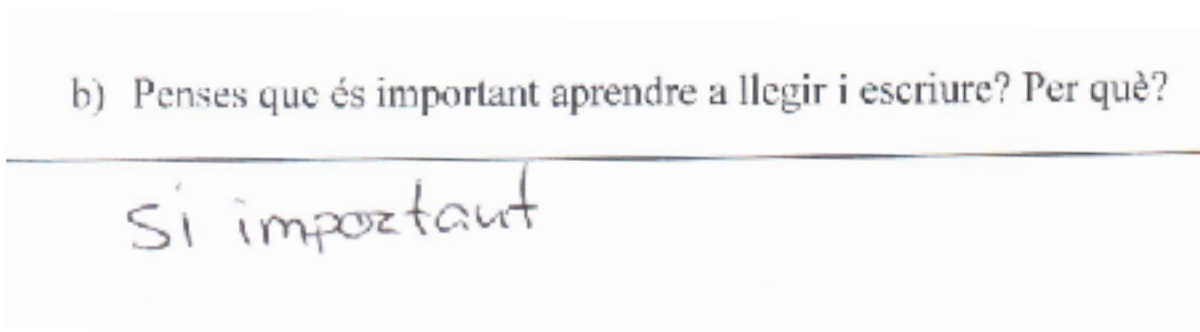 b) Penses que és important aprendre a llegir i escriure? Per què?
si important